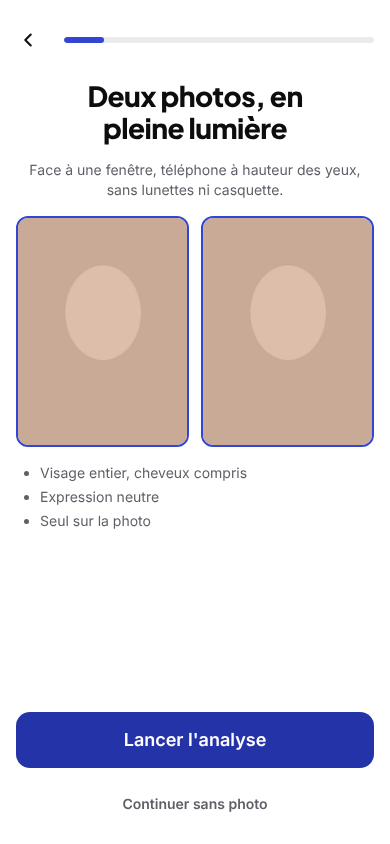 Deux photos, en
pleine lumière
Face à une fenêtre, téléphone à hauteur des yeux,
sans lunettes ni casquette.
Visage entier, cheveux compris
Expression neutre
Seul sur la photo
Lancer l'analyse
Continuer sans photo